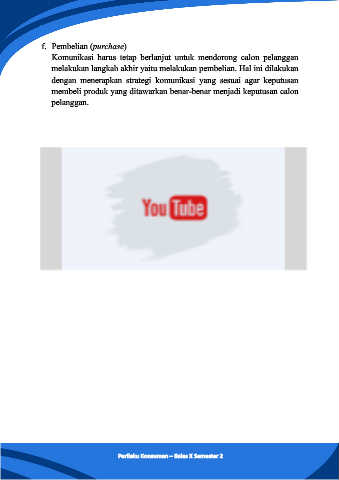 f. Pembelian (purchase)
Komunikasi harus tetap berlanjut untuk mendorong calon pelanggan
melakukan langkah akhir yaitu melakukan pembelian. Hal ini dilakukan
dengan menerapkan strategi komunikasi yang sesuai agar keputusan
membeli produk yang ditawarkan benar-benar menjadi keputusan calon
pelanggan.
YouTube
Perilaku Konsumen – Kelas X Semester 2